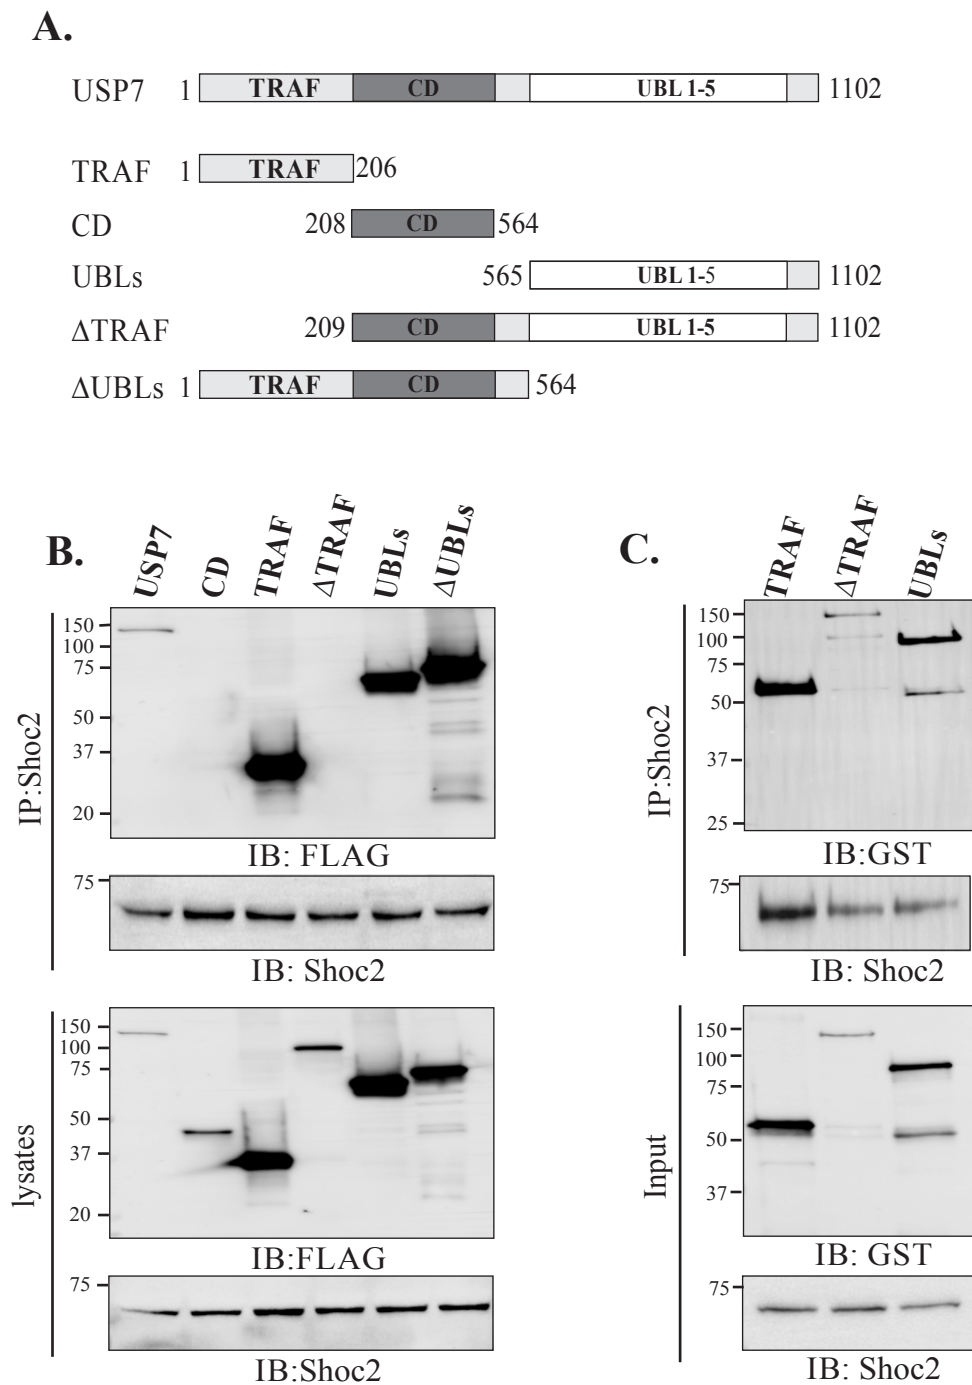 A.
USP7 1 TRAF CD UBL 1-5 1102
TRAF 1 TRAF 206
CD 208 CD 564
UBLs 565 UBL 1-5 1102
ΔTRAF 209 CD UBL 1-5 1102
ΔUBLs 1 TRAF CD 564
B.
USP7 CD TRAF ΔTRAF UBLs ΔUBLs
IP:Shoc2
150
100
75
50
37
20
IB: FLAG
75
IB: Shoc2
lysates
150
100
75
50
37
20
IB:FLAG
75
IB:Shoc2
C.
TRAF ΔTRAF UBLs
IP:Shoc2
150
100
75
50
37
25
IB:GST
75
IB: Shoc2
Input
150
100
75
50
37
IB: GST
75
IB: Shoc2